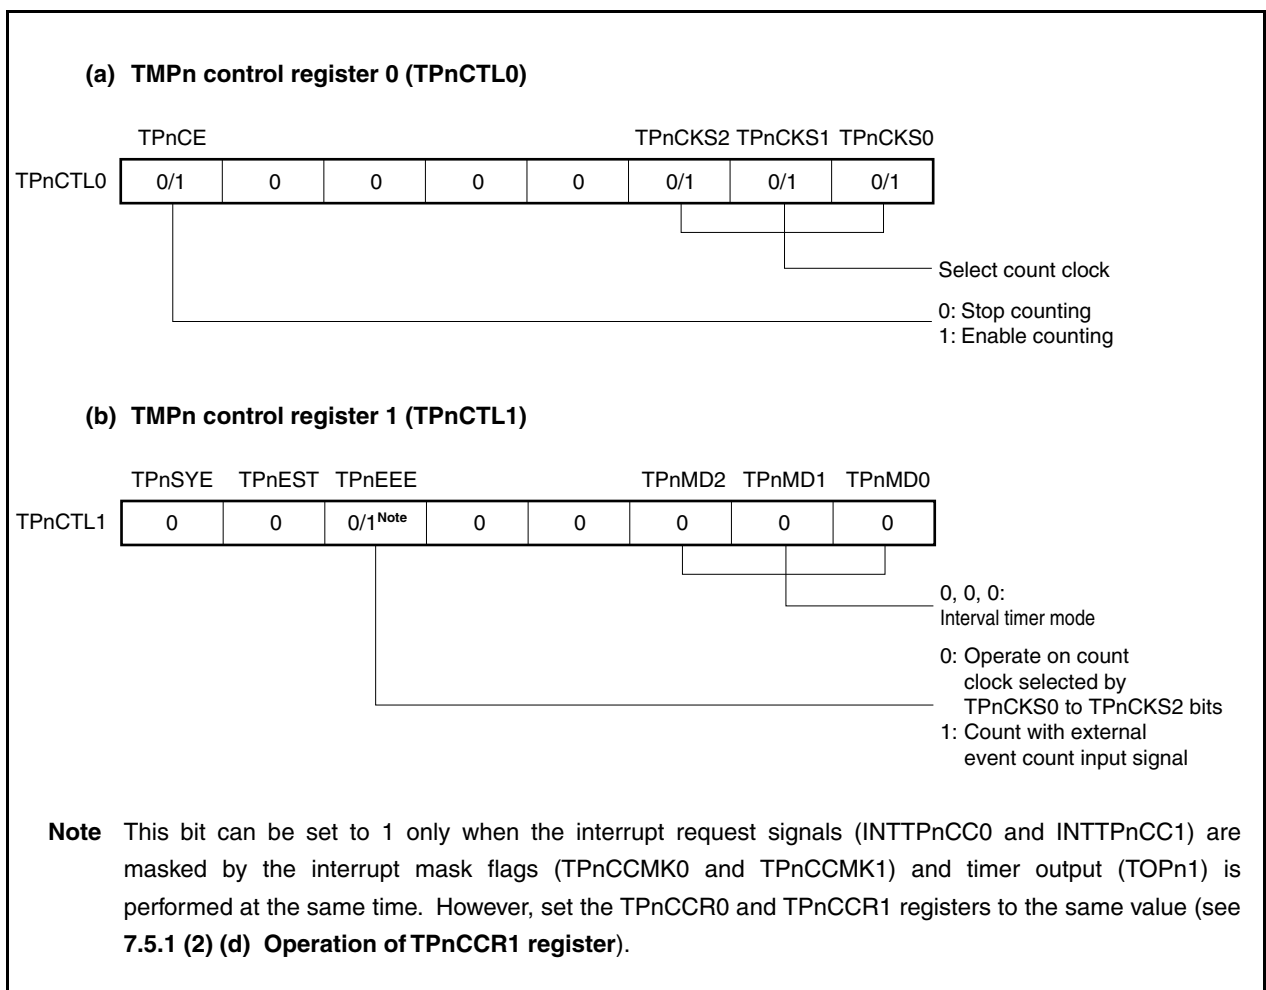 (a) TMPn control register 0 (TPnCTL0)
TPnCE TPnCKS2 TPnCKS1 TPnCKS0
TPnCTL0 0/1 0 0 0 0 0/1 0/1 0/1
Select count clock
0: Stop counting
1: Enable counting
(b) TMPn control register 1 (TPnCTL1)
TPnSYE TPnEST TPnEEE TPnMD2 TPnMD1 TPnMD0
TPnCTL1 0 0 0/1Note 0 0 0 0 0
0, 0, 0:
Interval timer mode
0: Operate on count
clock selected by
TPnCKS0 to TPnCKS2 bits
1: Count with external
event count input signal
Note This bit can be set to 1 only when the interrupt request signals (INTTPnCC0 and INTTPnCC1) are
masked by the interrupt mask flags (TPnCCMK0 and TPnCCMK1) and timer output (TOPn1) is
performed at the same time. However, set the TPnCCR0 and TPnCCR1 registers to the same value (see
7.5.1 (2) (d) Operation of TPnCCR1 register).